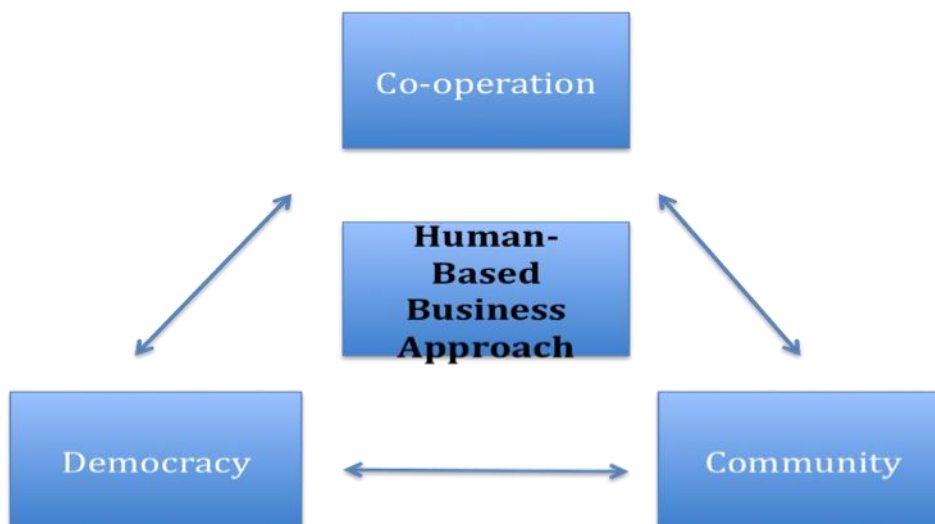 Co-operation
Human-
Based
Business
Approach
Democracy
Community